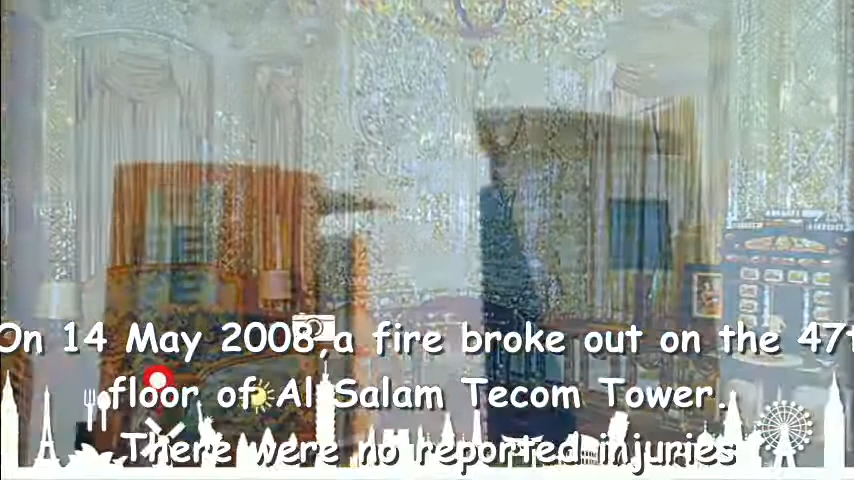 On 14 May 2008,a fire broke out on the 47t
floor of Al Salam Tecom Tower.
There were no reported injuries